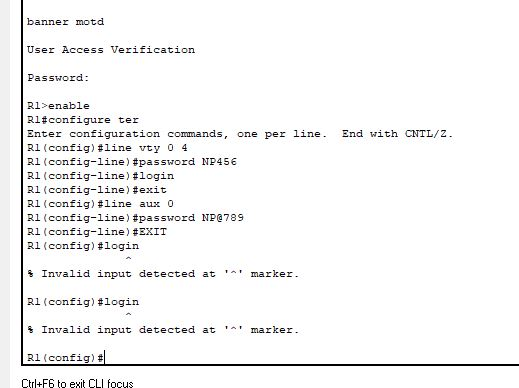 banner motd
User Access Verification
Password:
R1>enable
R1#configure ter
Enter configuration commands, one per line.  End with CNTL/Z.
R1(config)#line vty 0 4
R1(config-line)#password NP456
R1(config-line)#login
R1(config-line)#exit
R1(config)#line aux 0
R1(config-line)#password NP@789
R1(config-line)#EXIT
R1(config)#login
^
% Invalid input detected at '^' marker.
R1(config)#login
^
% Invalid input detected at '^' marker.
R1(config)#
Ctrl+F6 to exit CLI focus